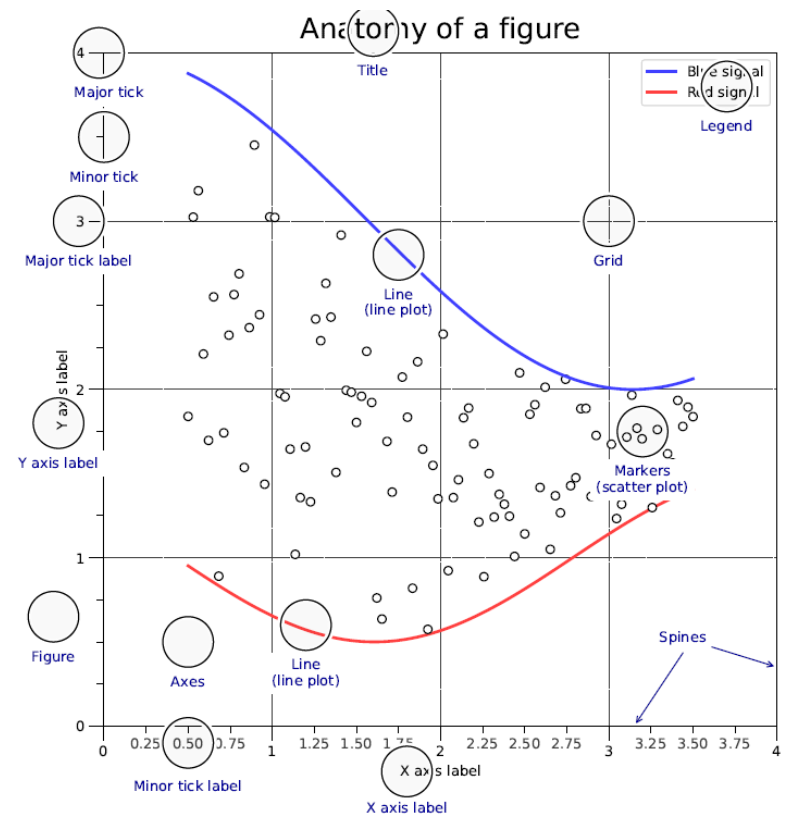 Anatomy of a figure
Title
Blue signal
Red signal
Legend
4
Major tick
Minor tick
3
Major tick label
Grid
Line
(line plot)
2
Y axis label
Y axis label
Markers
(scatter plot)
1
Figure
Axes
Line
(line plot)
Spines
0
0 0.25 0.50 0.75 1 1.25 1.50 1.75 2 2.25 2.50 2.75 3 3.25 3.50 3.75 4
Minor tick label
X axis label
X axis label